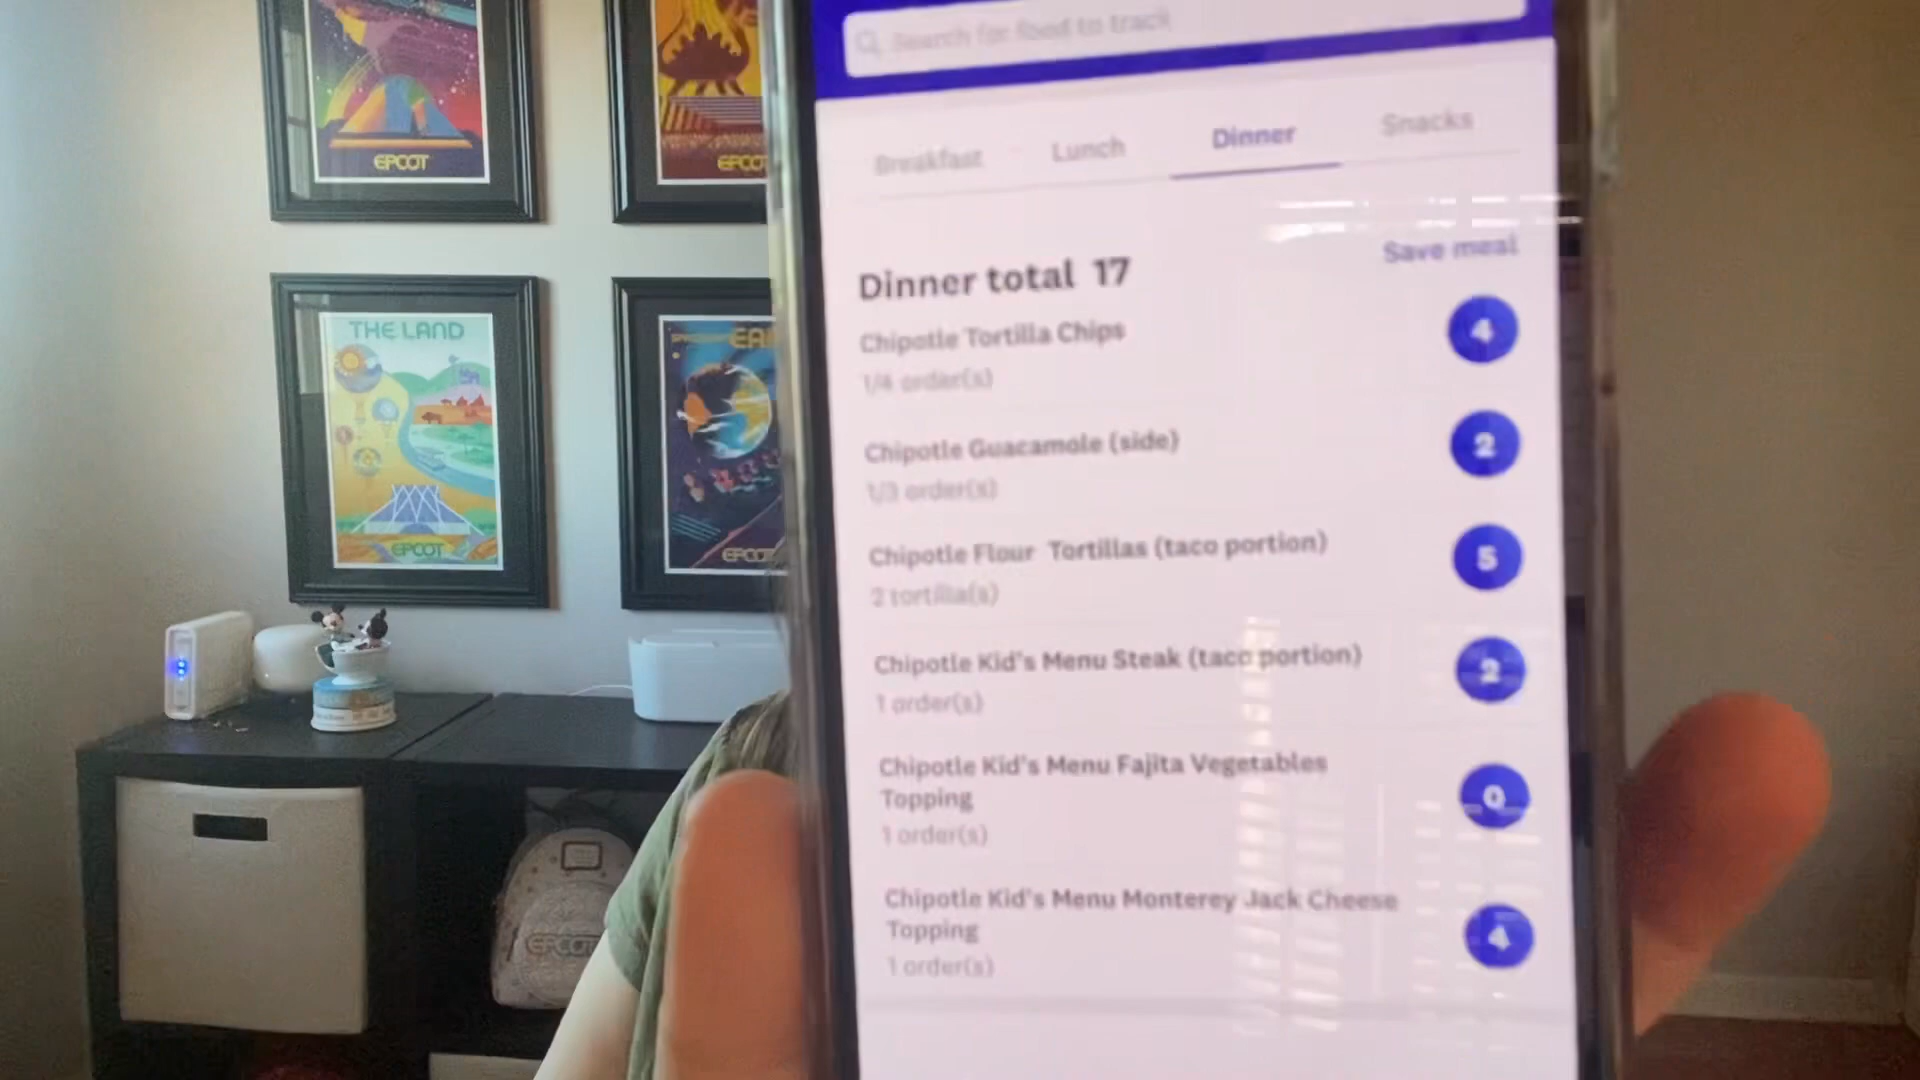 EPCOT
EPCOT
THE LAND
EPCOT
EPCOT
EPCOT
Search for food to track
Breakfast
Lunch
Dinner
Snacks
Save meal
Dinner total 17
Chipotle Tortilla Chips
4
1/4 order(s)
Chipotle Guacamole (side)
2
1/3 order(s)
Chipotle Flour Tortillas (taco portion)
5
2 tortilla(s)
Chipotle Kid's Menu Steak (taco portion)
2
1 order(s)
Chipotle Kid's Menu Fajita Vegetables
Topping
0
1 order(s)
Chipotle Kid's Menu Monterey Jack Cheese
Topping
4
1 order(s)